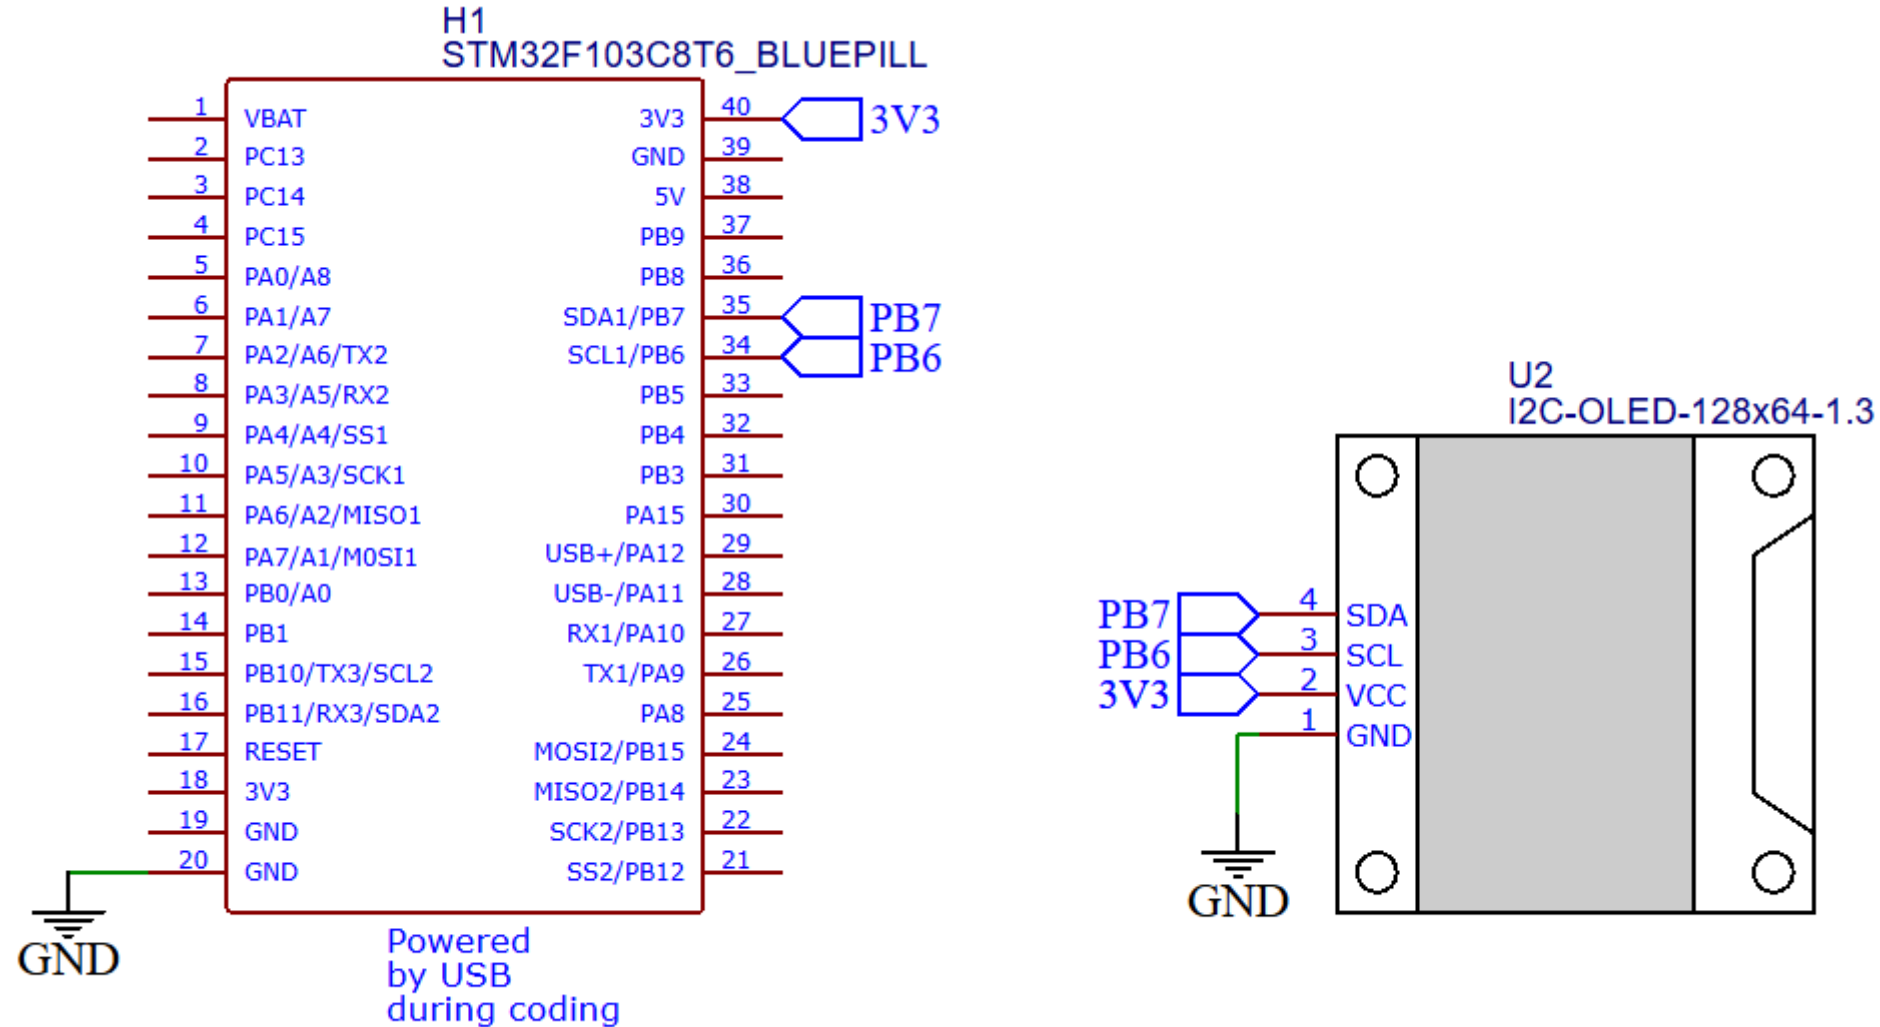 H1
STM32F103C8T6_BLUEPILL
1 VBAT 3V3 40 3V3
2 PC13 GND 39
3 PC14 5V 38
4 PC15 PB9 37
5 PA0/A8 PB8 36
6 PA1/A7 SDA1/PB7 35 PB7
7 PA2/A6/TX2 SCL1/PB6 34 PB6
8 PA3/A5/RX2 PB5 33
9 PA4/A4/SS1 PB4 32
10 PA5/A3/SCK1 PB3 31
11 PA6/A2/MISO1 PA15 30
12 PA7/A1/M0SI1 USB+/PA12 29
13 PB0/A0 USB-/PA11 28
14 PB1 RX1/PA10 27
15 PB10/TX3/SCL2 TX1/PA9 26
16 PB11/RX3/SDA2 PA8 25
17 RESET MOSI2/PB15 24
18 3V3 MISO2/PB14 23
19 GND SCK2/PB13 22
20 GND SS2/PB12 21
GND
Powered
by USB
during coding
U2
I2C-OLED-128x64-1.3
PB7 4 SDA
PB6 3 SCL
3V3 2 VCC
1 GND
GND